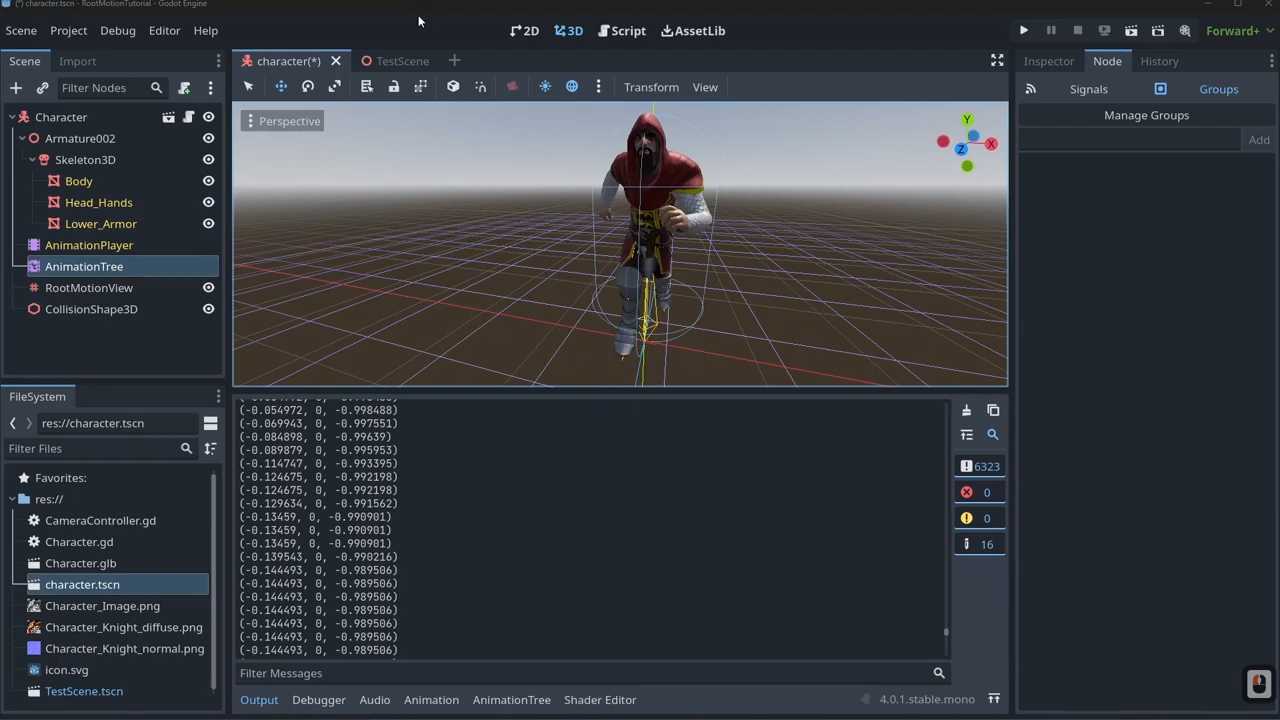 (*) character.tscn - RootMotionTutorial - Godot Engine
Scene Project Debug Editor Help
2D 3D Script AssetLib
Forward+
Scene Import
character(*) TestScene
Inspector Node History
Filter Nodes
Transform View
Signals Groups
Manage Groups
Add
Perspective
Y
X
Z
Character
Armature002
Skeleton3D
Body
Head_Hands
Lower_Armor
AnimationPlayer
AnimationTree
RootMotionView
CollisionShape3D
FileSystem
res://character.tscn
Filter Files
Favorites:
res://
CameraController.gd
Character.gd
Character.glb
character.tscn
Character_Image.png
Character_Knight_diffuse.png
Character_Knight_normal.png
icon.svg
TestScene.tscn
(-0.054972, 0, -0.998488)
(-0.069943, 0, -0.997551)
(-0.084898, 0, -0.99639)
(-0.089879, 0, -0.995953)
(-0.114747, 0, -0.993395)
(-0.124675, 0, -0.992198)
(-0.124675, 0, -0.992198)
(-0.129634, 0, -0.991562)
(-0.13459, 0, -0.990901)
(-0.13459, 0, -0.990901)
(-0.13459, 0, -0.990901)
(-0.139543, 0, -0.990216)
(-0.144493, 0, -0.989506)
(-0.144493, 0, -0.989506)
(-0.144493, 0, -0.989506)
(-0.144493, 0, -0.989506)
(-0.144493, 0, -0.989506)
(-0.144493, 0, -0.989506)
(-0.144493, 0, -0.989506)
6323
0
0
16
Filter Messages
Output Debugger Audio Animation AnimationTree Shader Editor
4.0.1.stable.mono